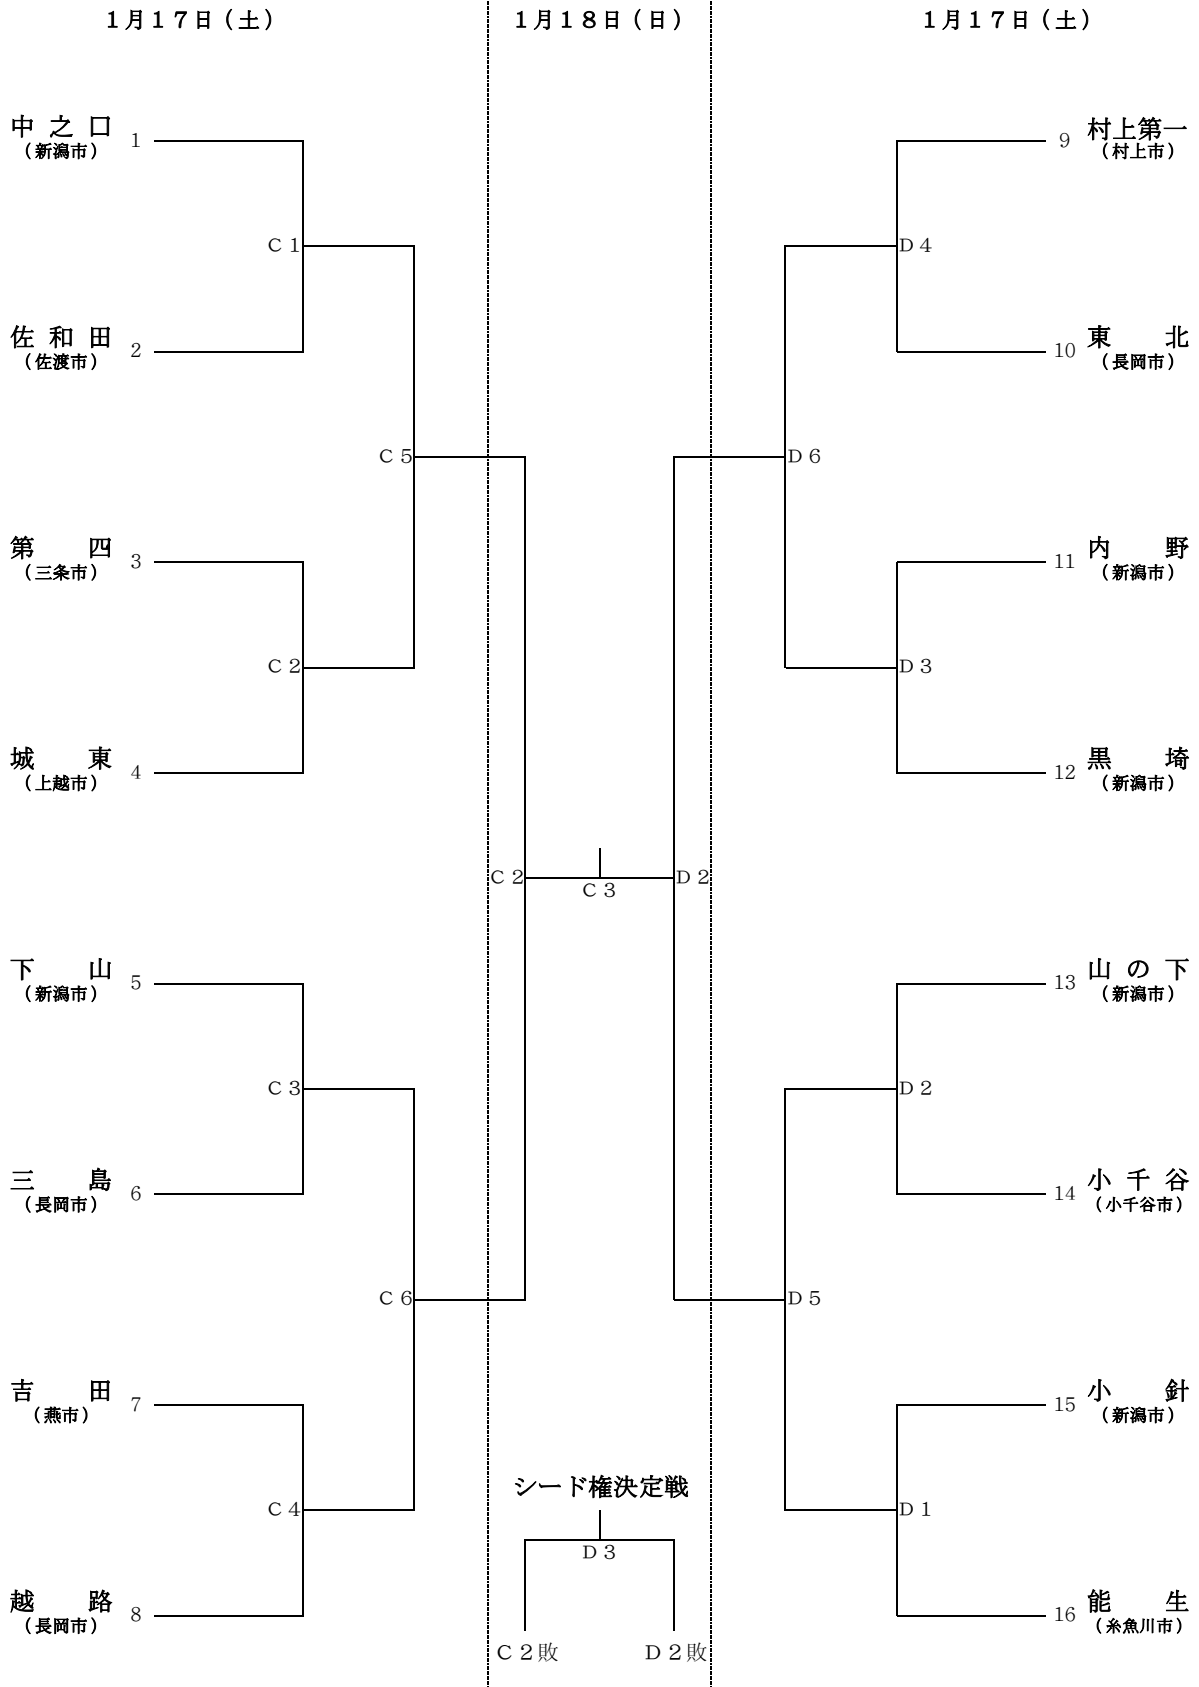 １月１７日（土）
１月１８日（日）
１月１７日（土）
中之口 1
（新潟市）
C 1
佐和田 2
（佐渡市）
C 5
第四 3
（三条市）
C 2
城東 4
（上越市）
下山 5
（新潟市）
C 3
三島 6
（長岡市）
C 6
吉田 7
（燕市）
C 4
越路 8
（長岡市）
C 2
C 3
D 2
9 村上第一
（村上市）
D 4
10 東北
（長岡市）
D 6
11 内野
（新潟市）
D 3
12 黒埼
（新潟市）
13 山の下
（新潟市）
D 2
14 小千谷
（小千谷市）
D 5
15 小針
（新潟市）
D 1
16 能生
（糸魚川市）
シード権決定戦
D 3
C 2敗
D 2敗